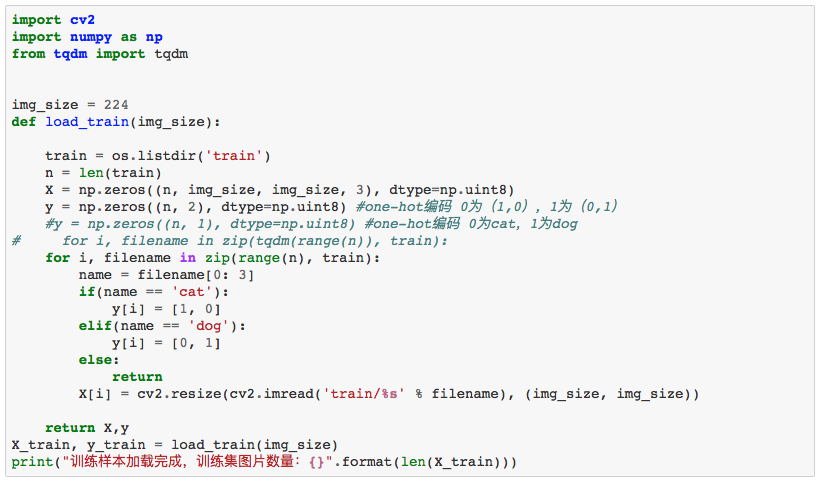 import cv2
import numpy as np
from tqdm import tqdm
img_size = 224
def load_train(img_size):
    train = os.listdir('train')
    n = len(train)
    X = np.zeros((n, img_size, img_size, 3), dtype=np.uint8)
    y = np.zeros((n, 2), dtype=np.uint8) #one-hot编码 0为（1,0），1为（0,1）
    #y = np.zeros((n, 1), dtype=np.uint8) #one-hot编码 0为cat，1为dog
#     for i, filename in zip(tqdm(range(n)), train):
    for i, filename in zip(range(n), train):
        name = filename[0: 3]
        if(name == 'cat'):
            y[i] = [1, 0]
        elif(name == 'dog'):
            y[i] = [0, 1]
        else:
            return
        X[i] = cv2.resize(cv2.imread('train/%s' % filename), (img_size, img_size))
    return X,y
X_train, y_train = load_train(img_size)
print("训练样本加载完成，训练集图片数量：{}".format(len(X_train)))